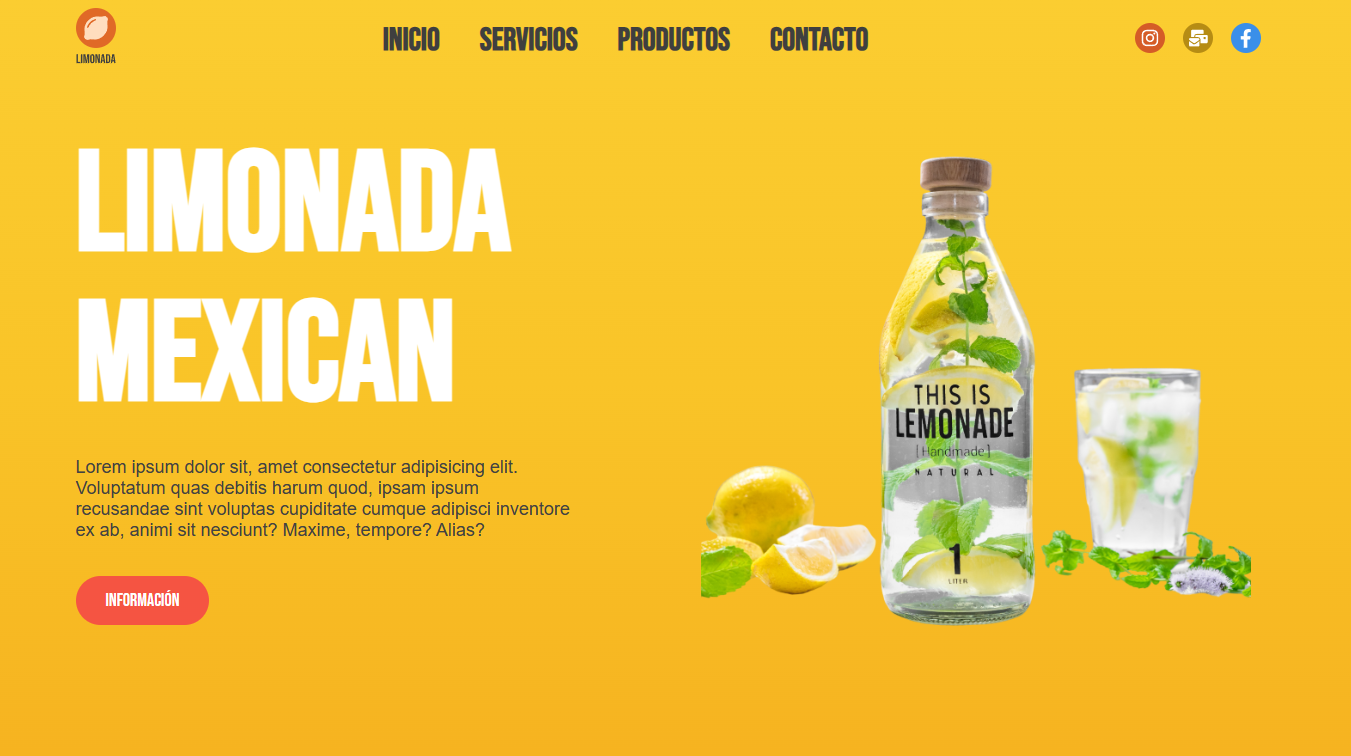 LIMONADA
INICIO SERVICIOS PRODUCTOS CONTACTO
LIMONADA
MEXICAN
Lorem ipsum dolor sit, amet consectetur adipisicing elit.
Voluptatum quas debitis harum quod, ipsam ipsum
recusandae sint voluptas cupiditate cumque adipisci inventore
ex ab, animi sit nesciunt? Maxime, tempore? Alias?
INFORMACIÓN
THIS IS
LEMONADE
[Handmade]
NATURAL
1
LITER